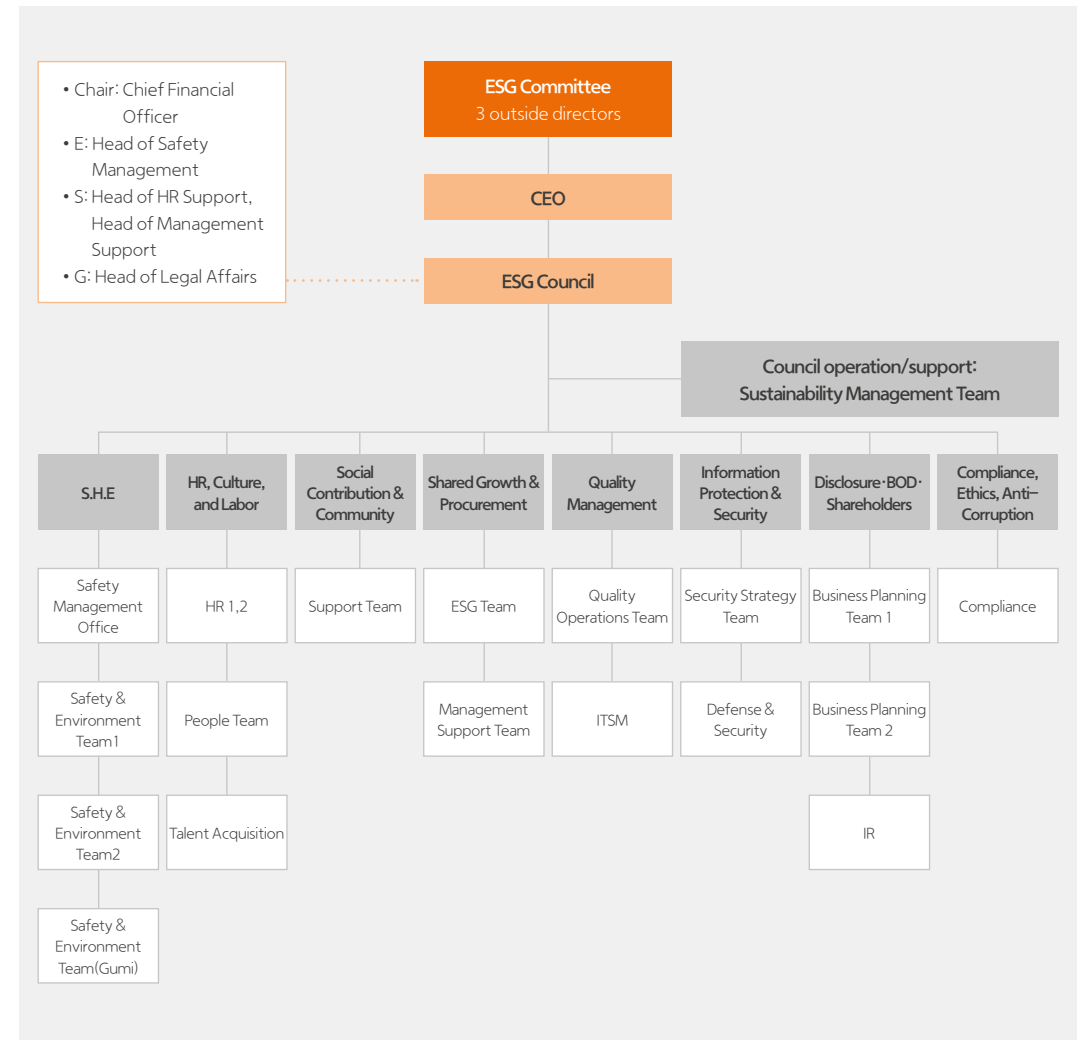 • Chair: Chief Financial
Officer
• E: Head of Safety
Management
• S: Head of HR Support,
Head of Management
Support
• G: Head of Legal Affairs
ESG Committee
3 outside directors
CEO
ESG Council
Council operation/support:
Sustainability Management Team
S.H.E
HR, Culture,
and Labor
Social
Contribution &
Community
Shared Growth &
Procurement
Quality
Management
Information
Protection &
Security
Disclosure·BOD·
Shareholders
Compliance,
Ethics, Anti-
Corruption
Safety
Management
Office
HR 1,2
Support Team
ESG Team
Quality
Operations Team
Security Strategy
Team
Business Planning
Team 1
Compliance
Safety &
Environment
Team1
People Team
Management
Support Team
ITSM
Defense &
Security
Business Planning
Team 2
Safety &
Environment
Team2
Talent Acquisition
IR
Safety &
Environment
Team(Gumi)